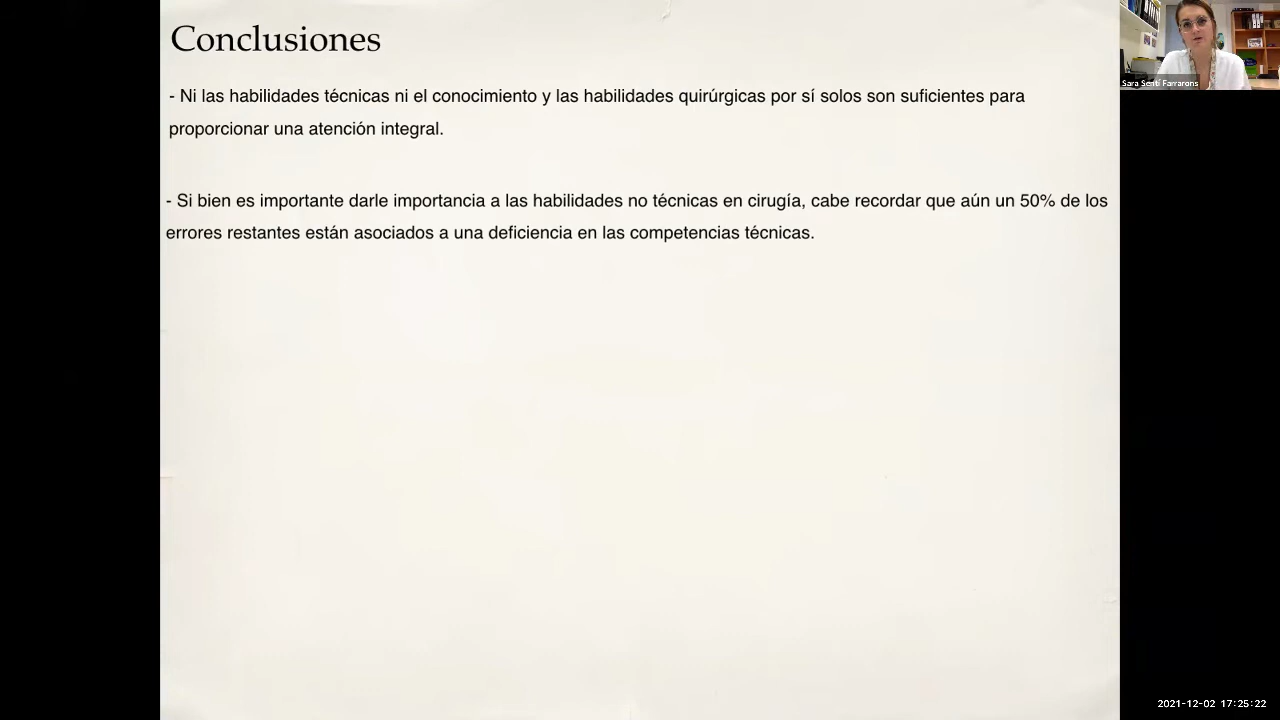 Conclusiones
- Ni las habilidades técnicas ni el conocimiento y las habilidades quirúrgicas por sí solos son suficientes para
proporcionar una atención integral.
- Si bien es importante darle importancia a las habilidades no técnicas en cirugía, cabe recordar que aún un 50% de los
errores restantes están asociados a una deficiencia en las competencias técnicas.
Sara Sentí Farrarons
2021-12-02 17:25:22